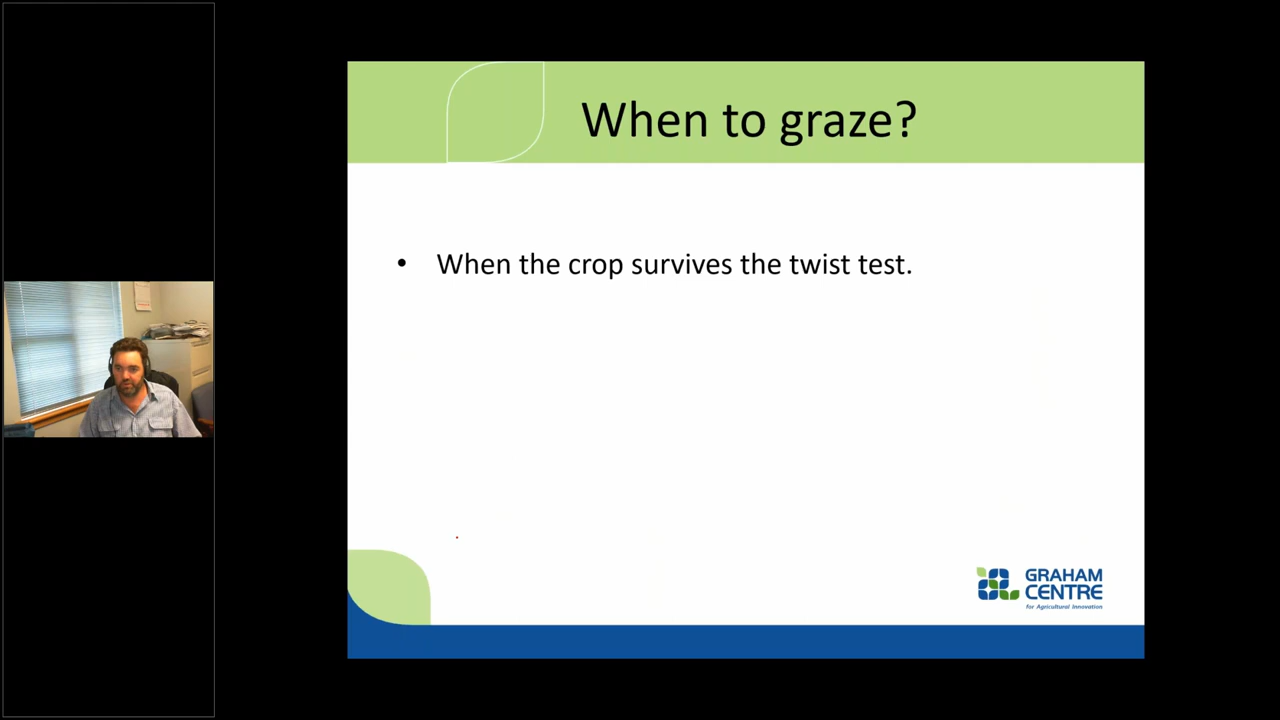 When to graze?
• When the crop survives the twist test.
GRAHAM
CENTRE
for Agricultural Innovation